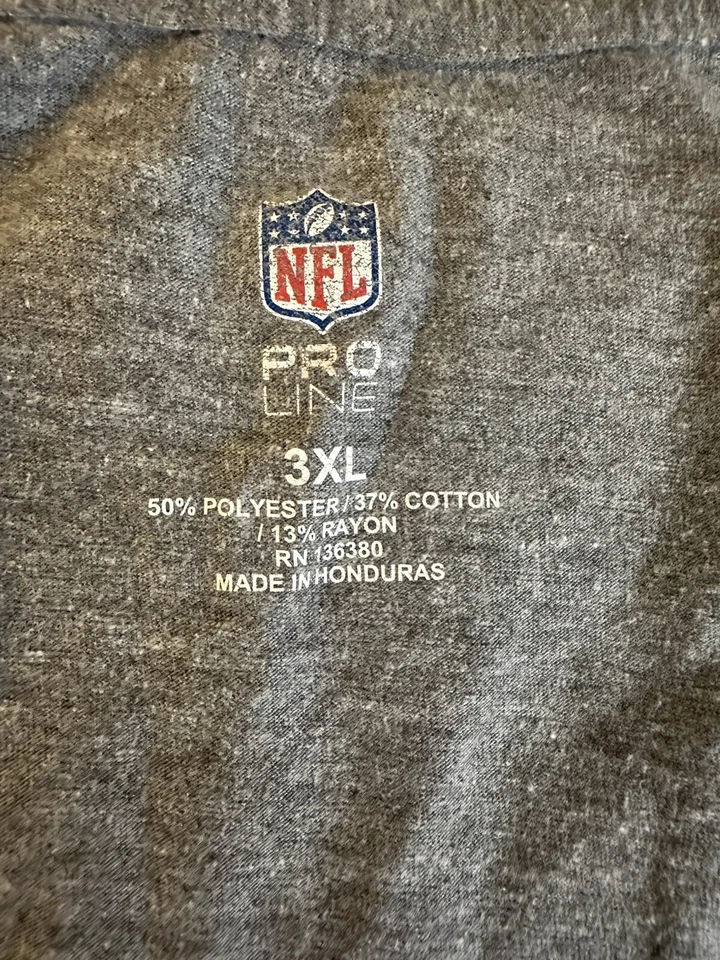 NFL
PRO
LINE
3XL
50% POLYESTER / 37% COTTON
/ 13% RAYON
RN 136380
MADE IN HONDURAS